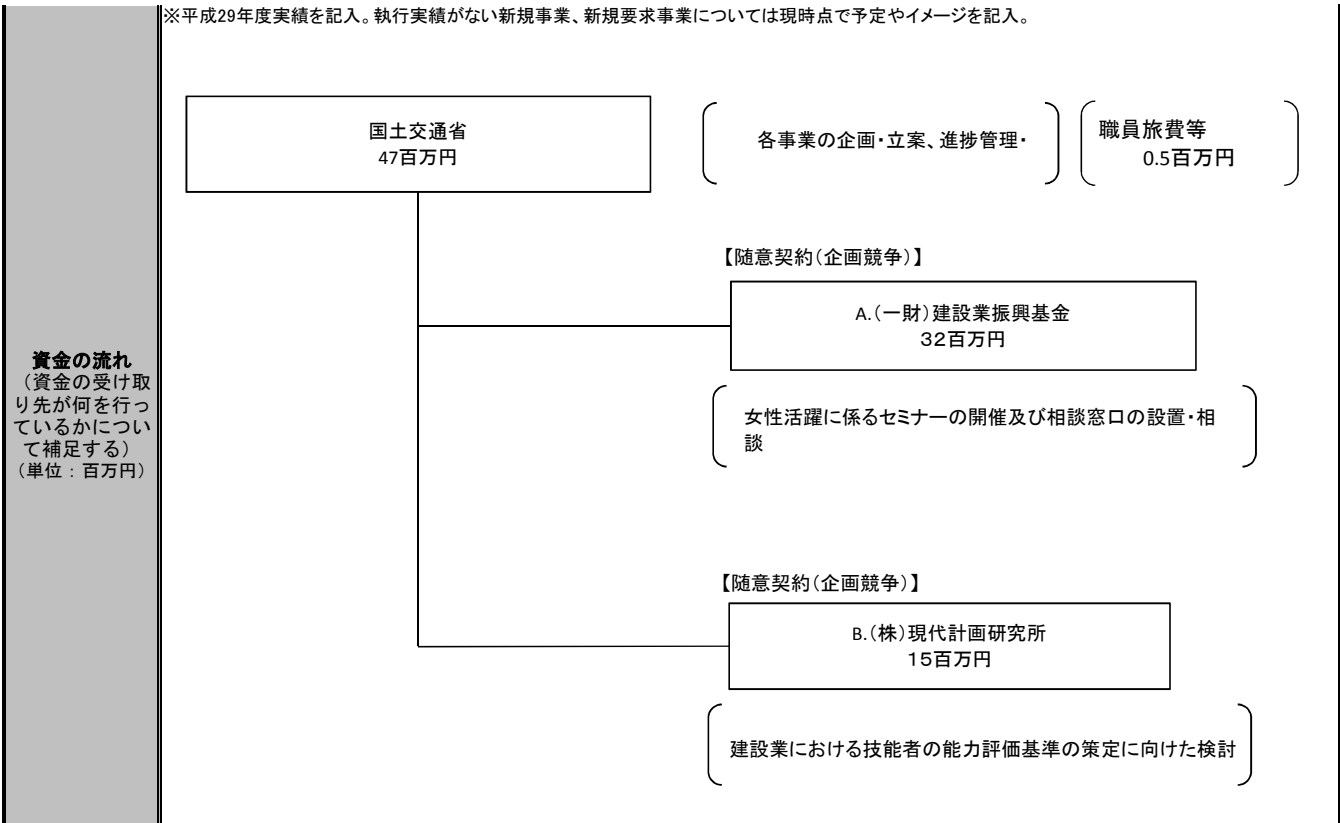 ※平成29年度実績を記入。執行実績がない新規事業、新規要求事業については現時点で予定やイメージを記入。
国土交通省
47百万円
各事業の企画・立案、進捗管理・
職員旅費等
0.5百万円
【随意契約(企画競争)】
A.(一財)建設業振興基金
32百万円
女性活躍に係るセミナーの開催及び相談窓口の設置・相
談
資金の流れ
(資金の受け取
り先が何を行っ
ているかについ
て補足する)
(単位:百万円)
【随意契約(企画競争)】
B.(株)現代計画研究所
15百万円
建設業における技能者の能力評価基準の策定に向けた検討